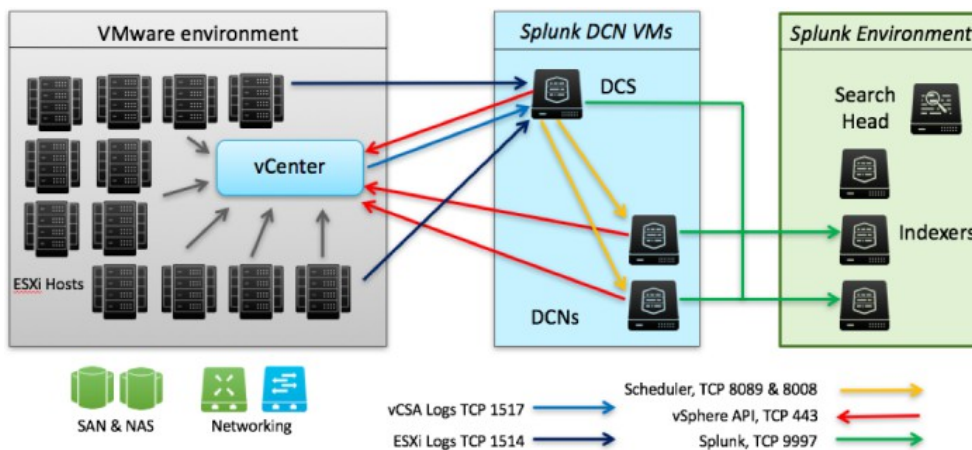 VMware environment
Splunk DCN VMs
Splunk Environment
DCS
Search
Head
vCenter
Indexers
ESXi Hosts
DCNs
SAN & NAS
Networking
vCSA Logs TCP 1517
ESXi Logs TCP 1514
Scheduler, TCP 8089 & 8008
vSphere API, TCP 443
Splunk, TCP 9997